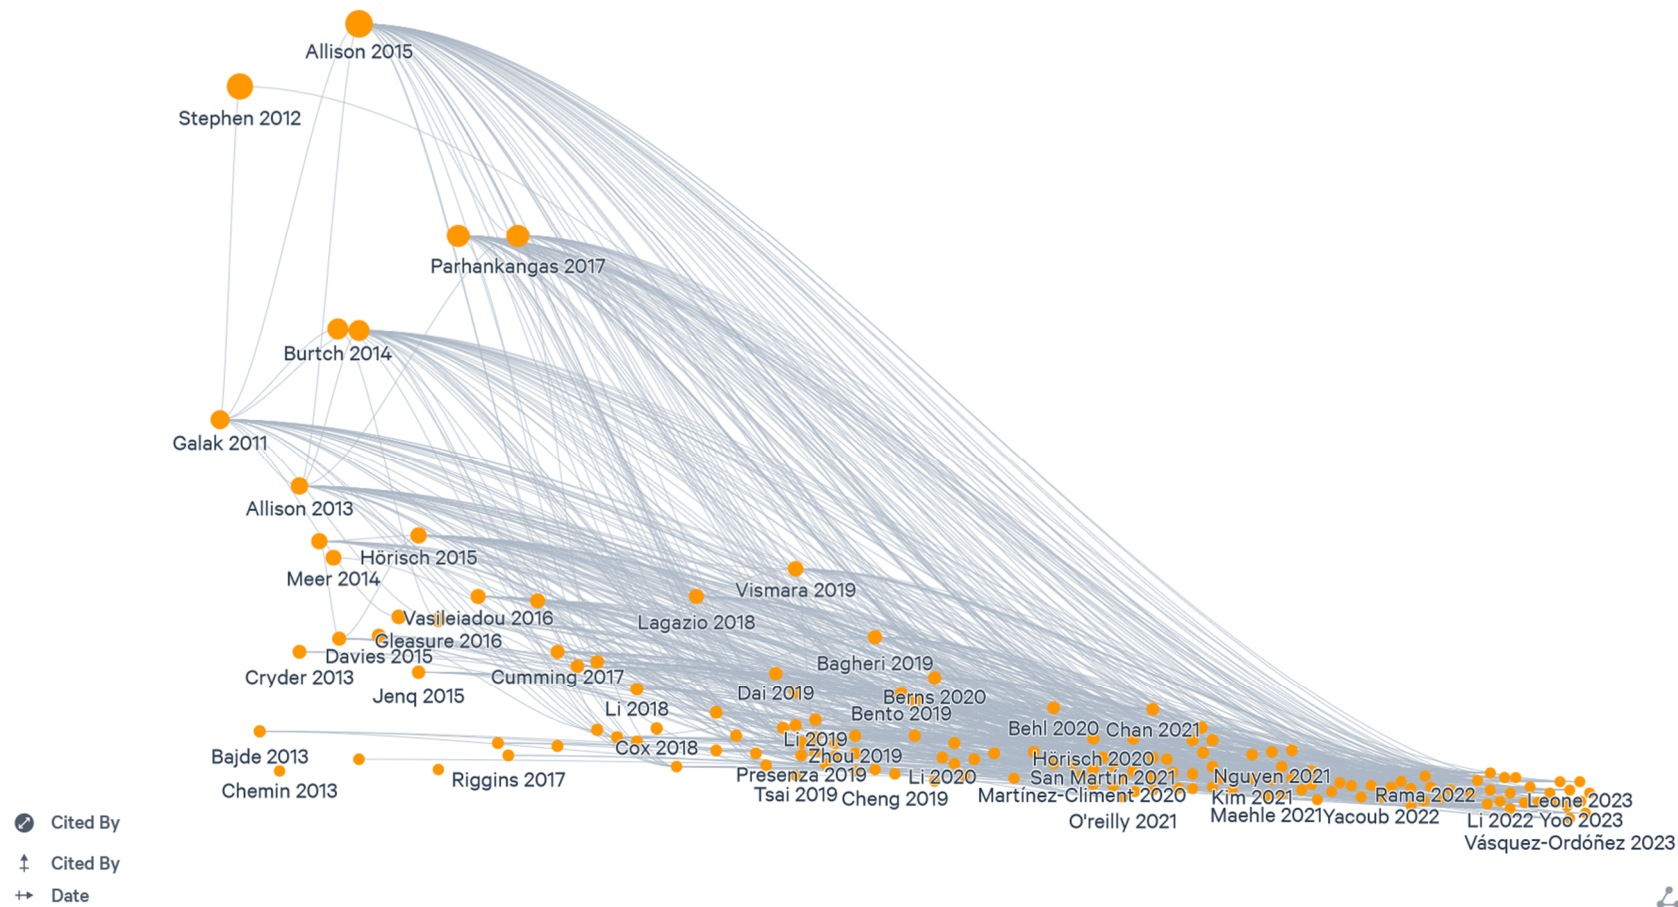 Allison 2015
Stephen 2012
Parhankangas 2017
Burtch 2014
Galak 2011
Allison 2013
Hörisch 2015
Meer 2014
Vismara 2019
Vasileiadou 2016
Lagazio 2018
Gleasure 2016
Davies 2015
Bagheri 2019
Cryder 2013
Cumming 2017
Jenq 2015
Dai 2019
Berns 2020
Li 2018
Bento 2019
Behl 2020
Chan 2021
Li 2019
Cox 2018
Bajde 2013
Zhou 2019
Hörisch 2020
Riggins 2017
Presenza 2019
Li 2020
San Martin 2021
Nguyen 2021
Chemin 2013
Tsai 2019
Cheng 2019
Martínez-Climent 2020
Kim 2021
Rama 2022
Leone 2023
O'reilly 2021
Maehle 2021
Yacoub 2022
Li 2022
Yoo 2023
Vásquez-Ordóñez 2023
Cited By
Cited By
Date